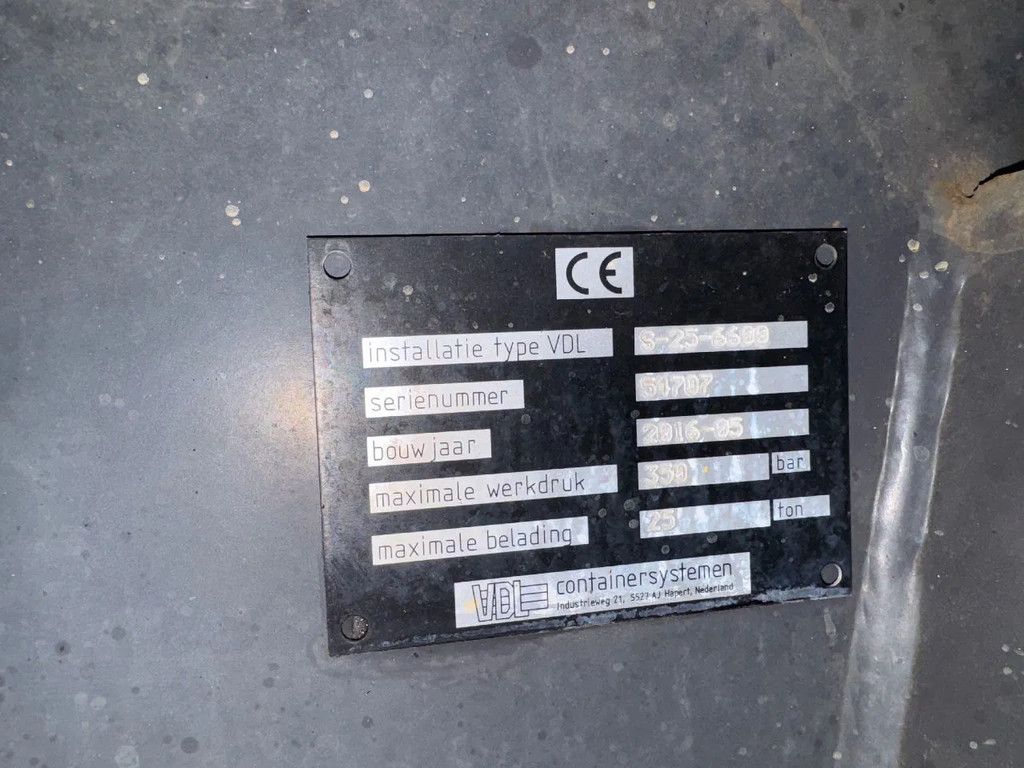 CE
installatie type VDL S-25-6600
serienummer S1707
bouwjaar 2016-05
maximale werkdruk 350 bar
maximale belading 25 ton
VDL containersystemen
Industrieweg 21, 5527 AJ Hapert, Nederland